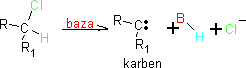 Cl
R baza R C: + B + Cl⁻
H H
R1 R1
karben